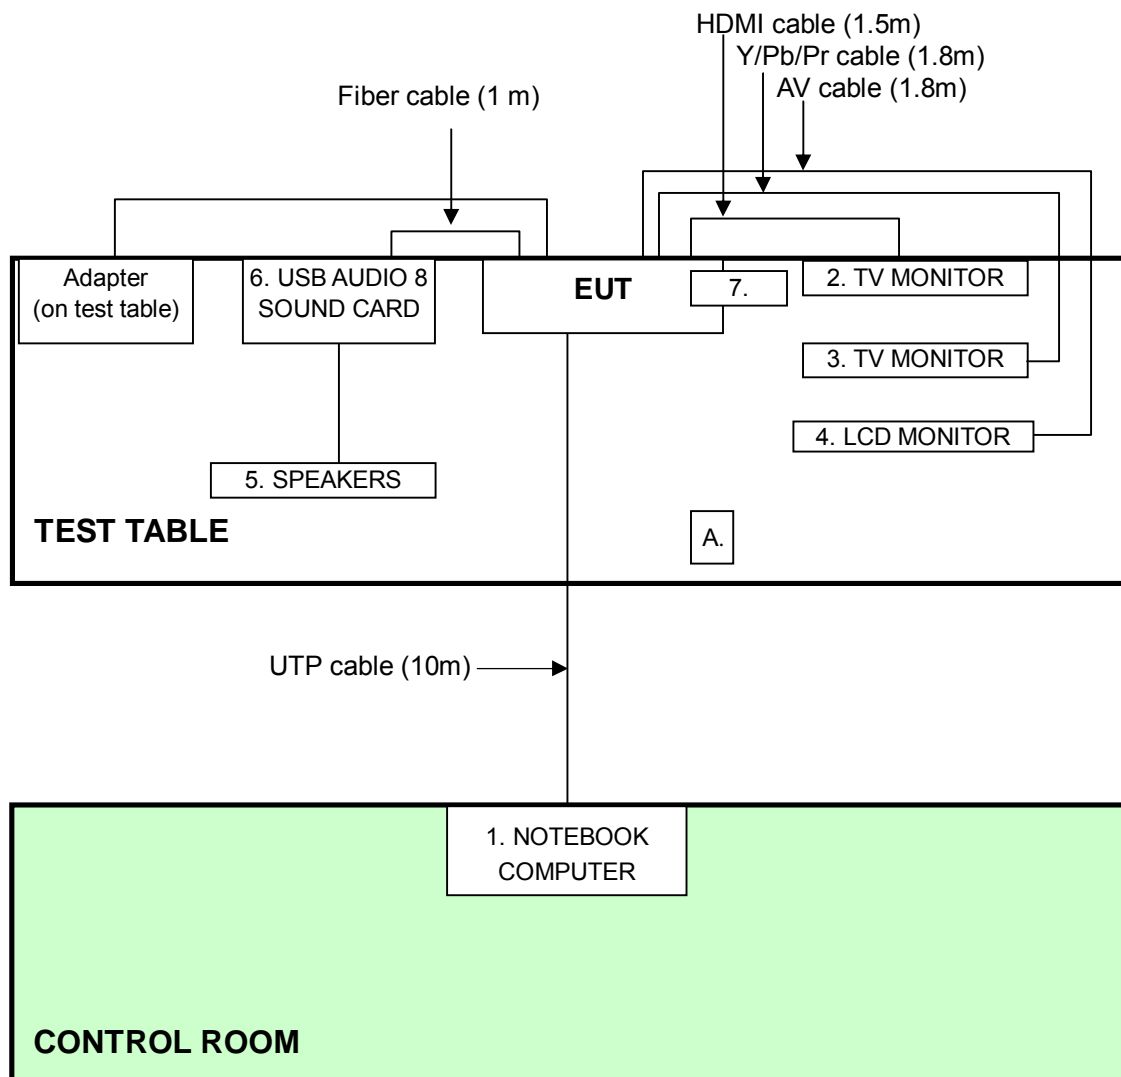 HDMI cable (1.5m)
Y/Pb/Pr cable (1.8m)
AV cable (1.8m)
Fiber cable (1 m)
Adapter
(on test table)
6. USB AUDIO 8
SOUND CARD
EUT
7.
2. TV MONITOR
3. TV MONITOR
4. LCD MONITOR
5. SPEAKERS
TEST TABLE
A.
UTP cable (10m)
1. NOTEBOOK
COMPUTER
CONTROL ROOM